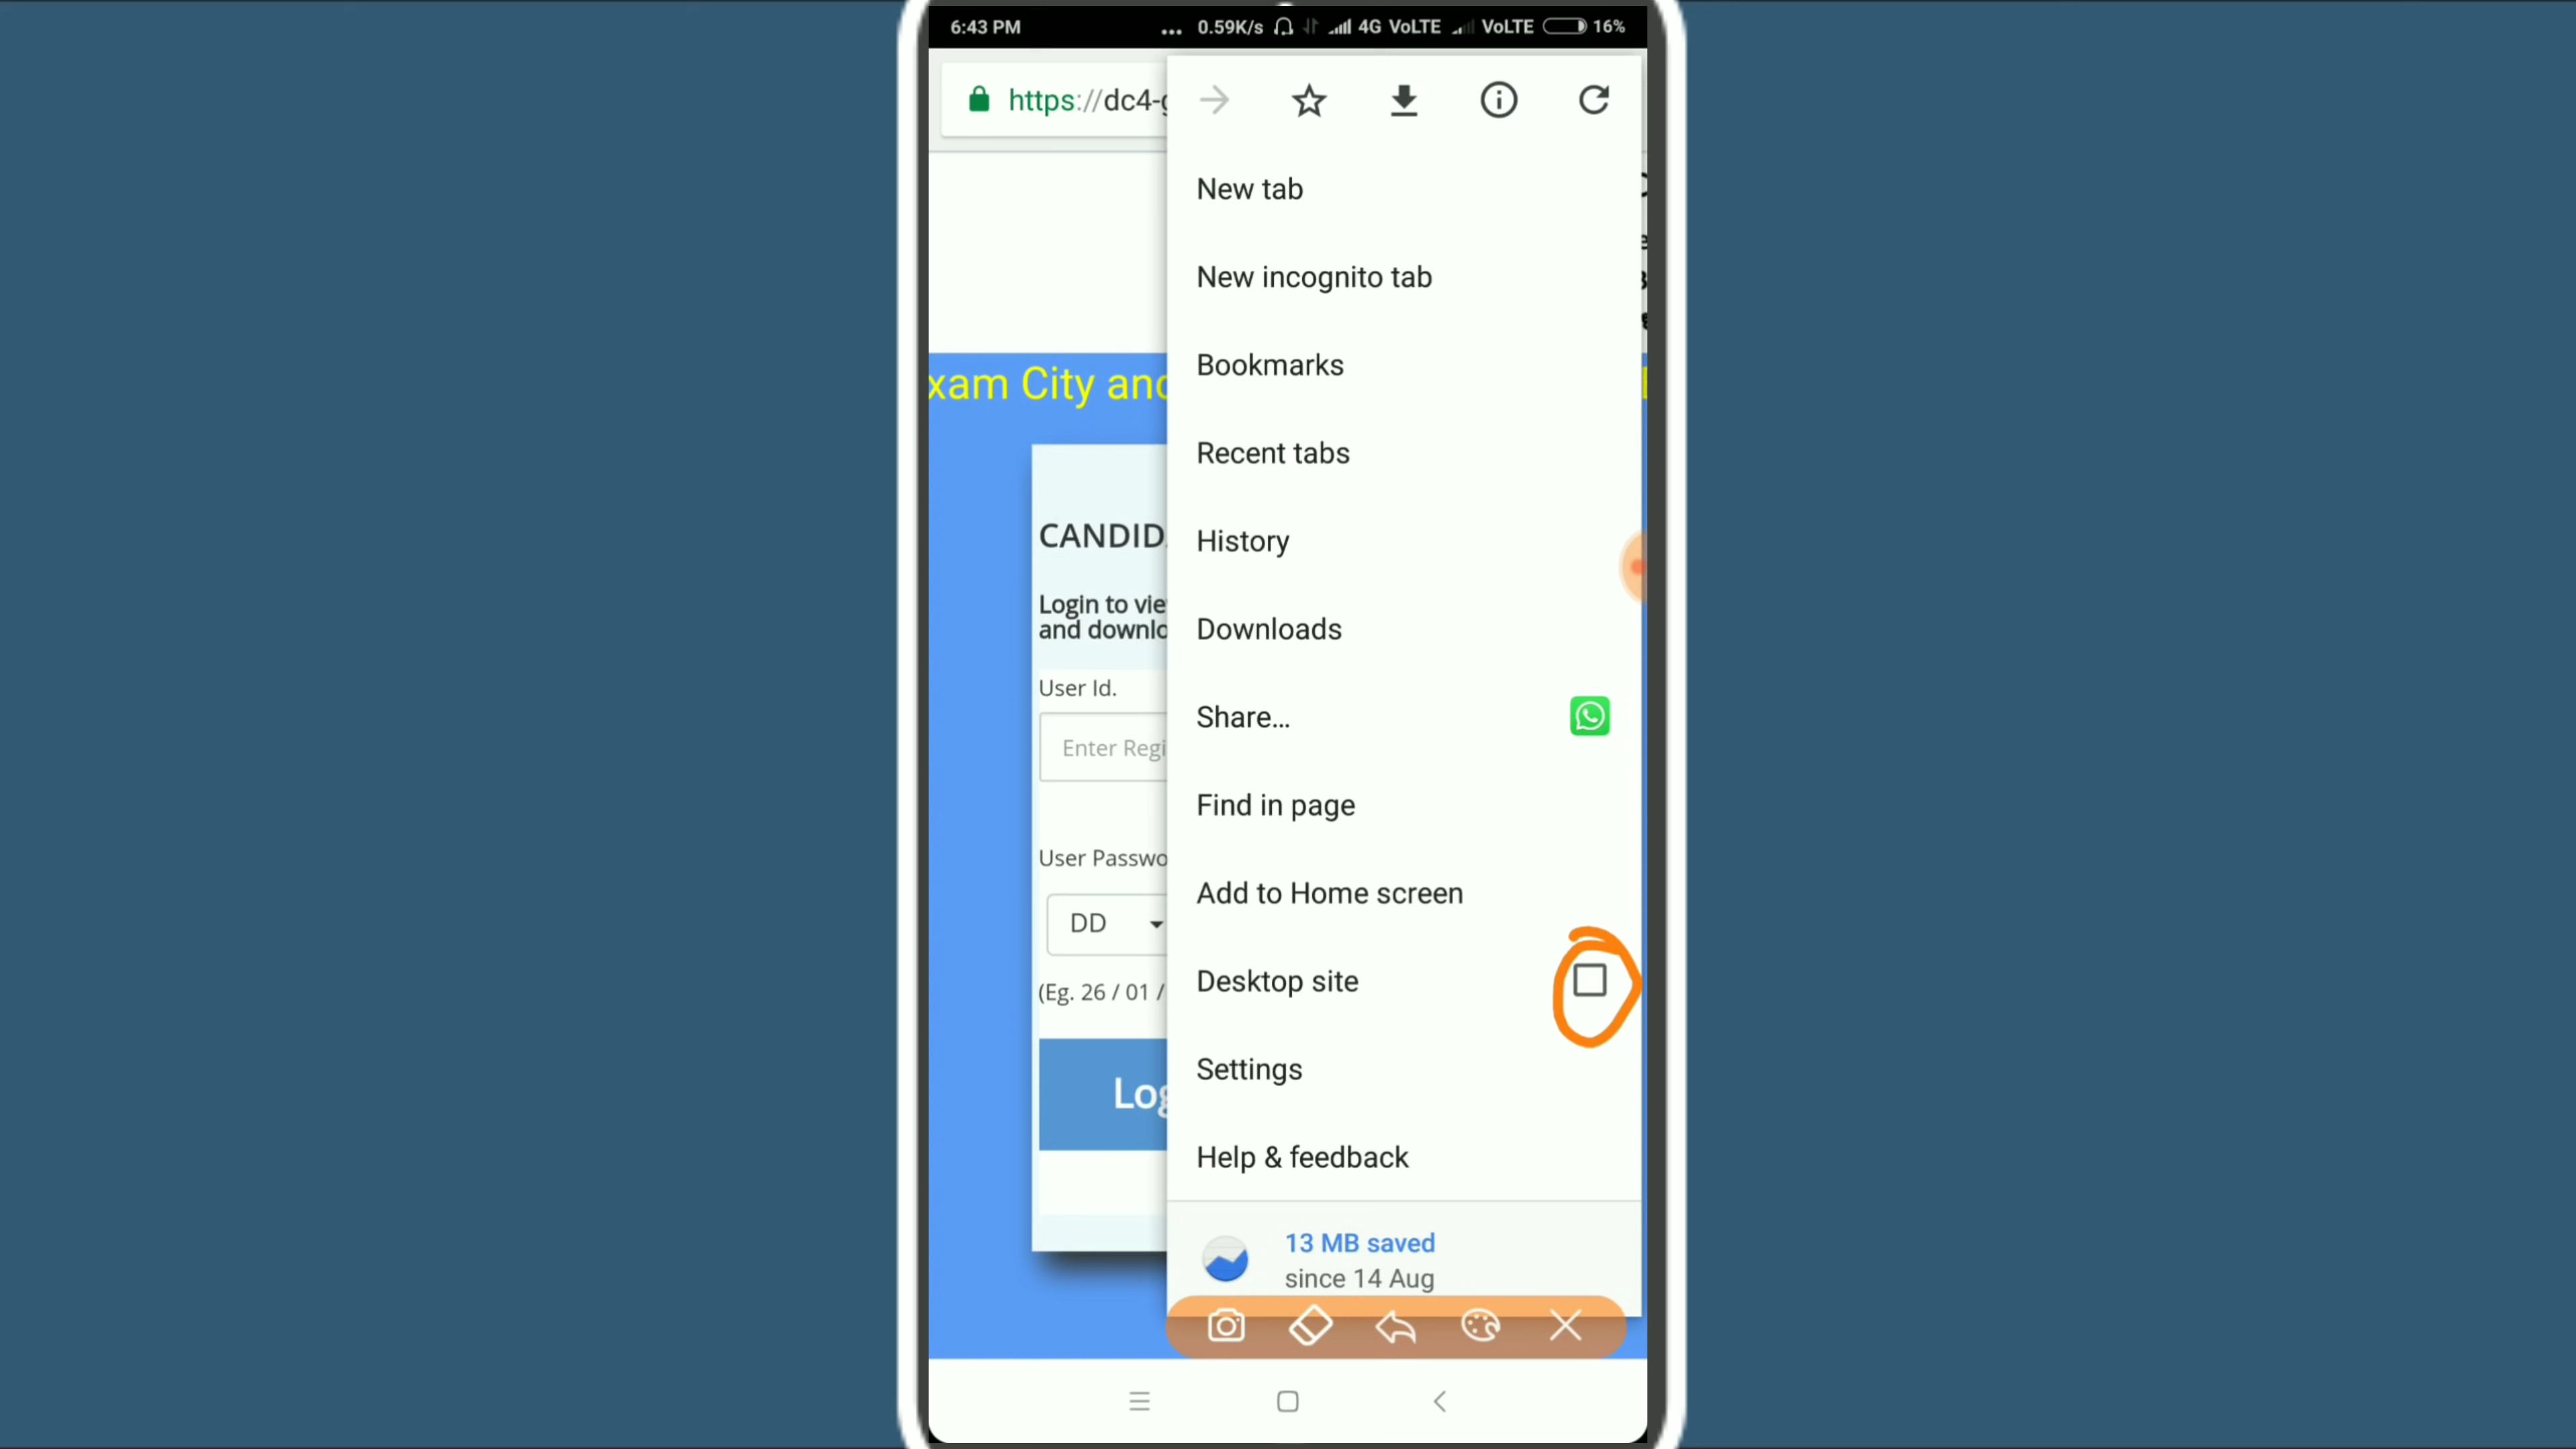 6:43 PM
... 0.59K/s 4G VoLTE VoLTE 16%
https://dc4-
New tab
New incognito tab
Bookmarks
xam City and
Recent tabs
CANDID
History
Login to vie
and downlo
Downloads
User Id.
Share...
Enter Regi
Find in page
User Passwo
Add to Home screen
DD
Desktop site
(Eg. 26 / 01 /
Settings
Log
Help & feedback
13 MB saved
since 14 Aug